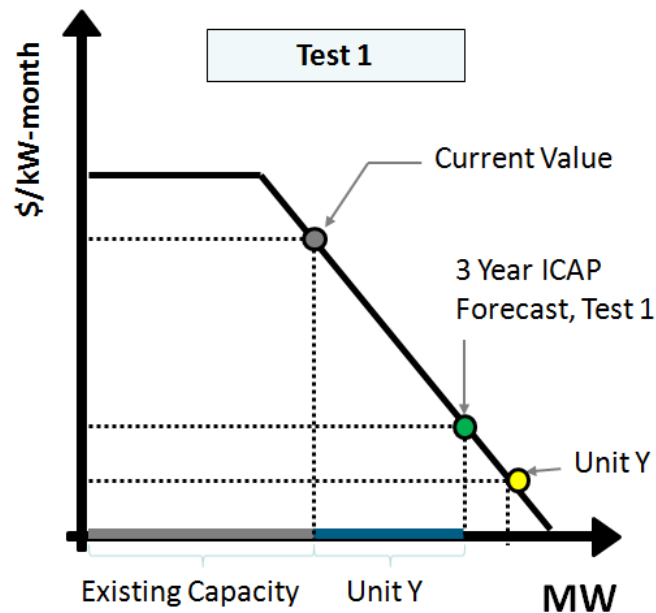 Test 1
$/kW-month
Current Value
3 Year ICAP
Forecast, Test 1
Unit Y
Existing Capacity
Unit Y
MW